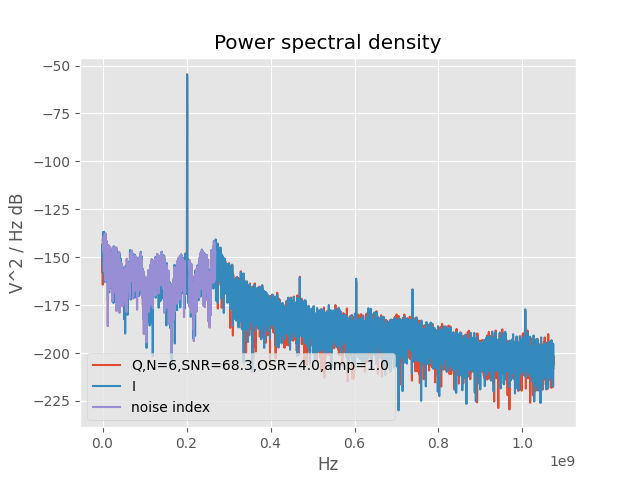 Power spectral density
V^2 / Hz dB
−50
−75
−100
−125
−150
−175
−200
−225
Q,N=6,SNR=68.3,OSR=4.0,amp=1.0
I
noise index
0.0 0.2 0.4 0.6 0.8 1.0
1e9
Hz